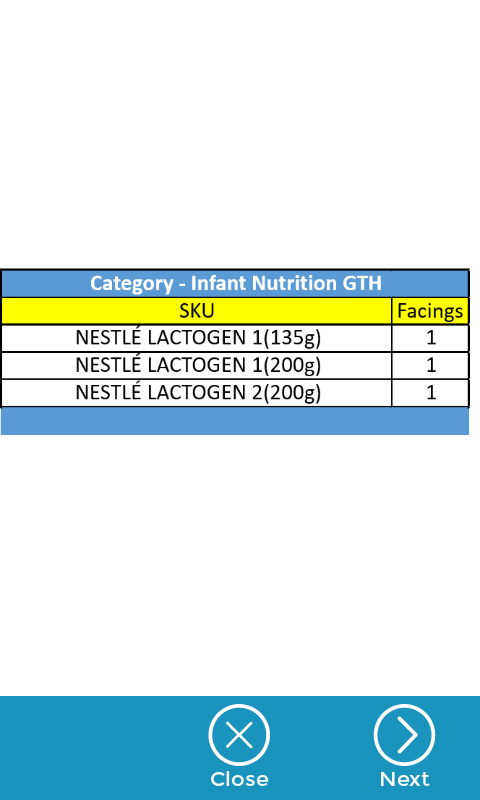 Category - Infant Nutrition GTH
SKU Facings
NESTLÉ LACTOGEN 1(135g) 1
NESTLÉ LACTOGEN 1(200g) 1
NESTLÉ LACTOGEN 2(200g) 1
Close Next